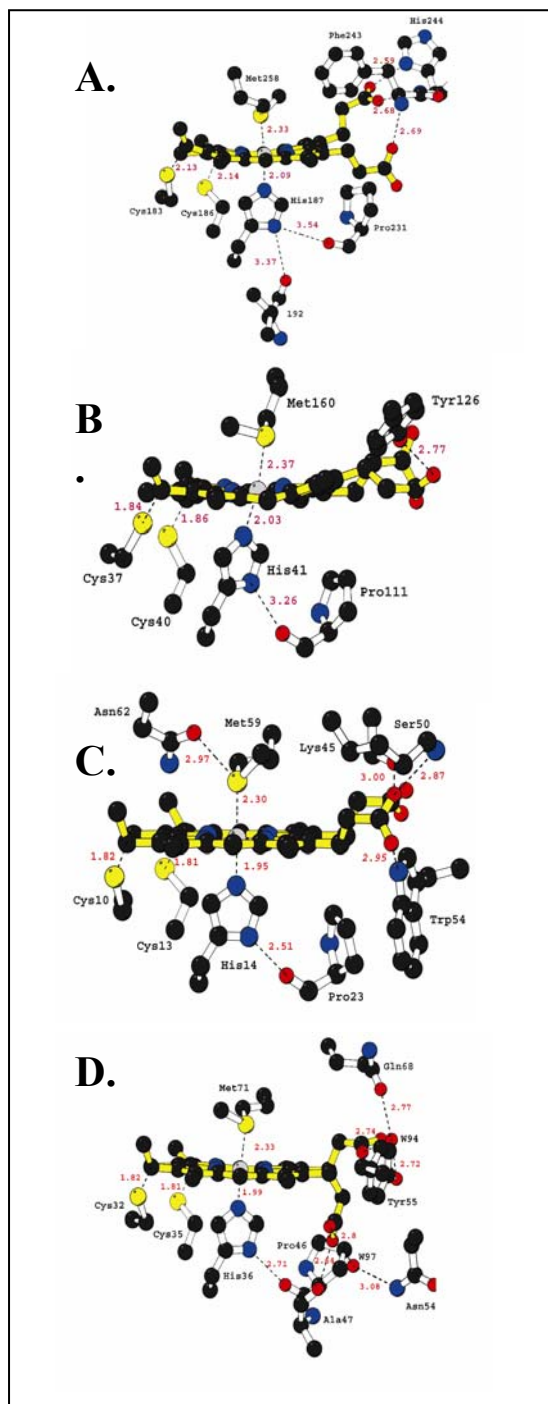 A.
His244
Phe243
2.59
Met258
2.68
2.33
2.69
2.13
2.14
2.09
His187
Cys183
Cys186
3.54
Pro231
3.37
192
B
.
Met160
Tyr126
2.77
2.37
1.84
1.86
2.03
His41
Cys37
Cys40
3.26
Pro111
C.
Asn62
Met59
Ser50
Lys45
2.97
3.00
2.87
2.30
1.82
1.81
1.95
2.95
Cys10
Cys13
His14
2.51
Trp54
Pro23
D.
Gln68
Met71
2.77
2.74
W94
2.33
2.72
1.82
1.81
1.99
Tyr55
Cys32
Cys35
Pro46
2.8
W97
His36
2.71
3.08
Asn54
Ala47